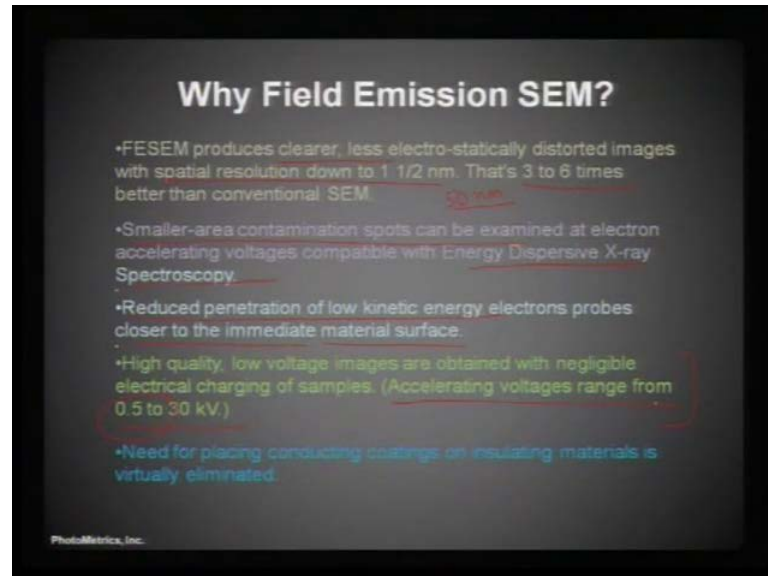 Why Field Emission SEM?
•FESEM produces clearer, less electro-statically distorted images
with spatial resolution down to 1 1/2 nm. That's 3 to 6 times
better than conventional SEM.
50 nm
•Smaller-area contamination spots can be examined at electron
accelerating voltages compatible with Energy Dispersive X-ray
Spectroscopy.
•Reduced penetration of low kinetic energy electrons probes
closer to the immediate material surface.
•High quality, low voltage images are obtained with negligible
electrical charging of samples. (Accelerating voltages range from
0.5 to 30 kV.)
•Need for placing conducting coatings on insulating materials is
virtually eliminated.
PhotoMetrics, Inc.